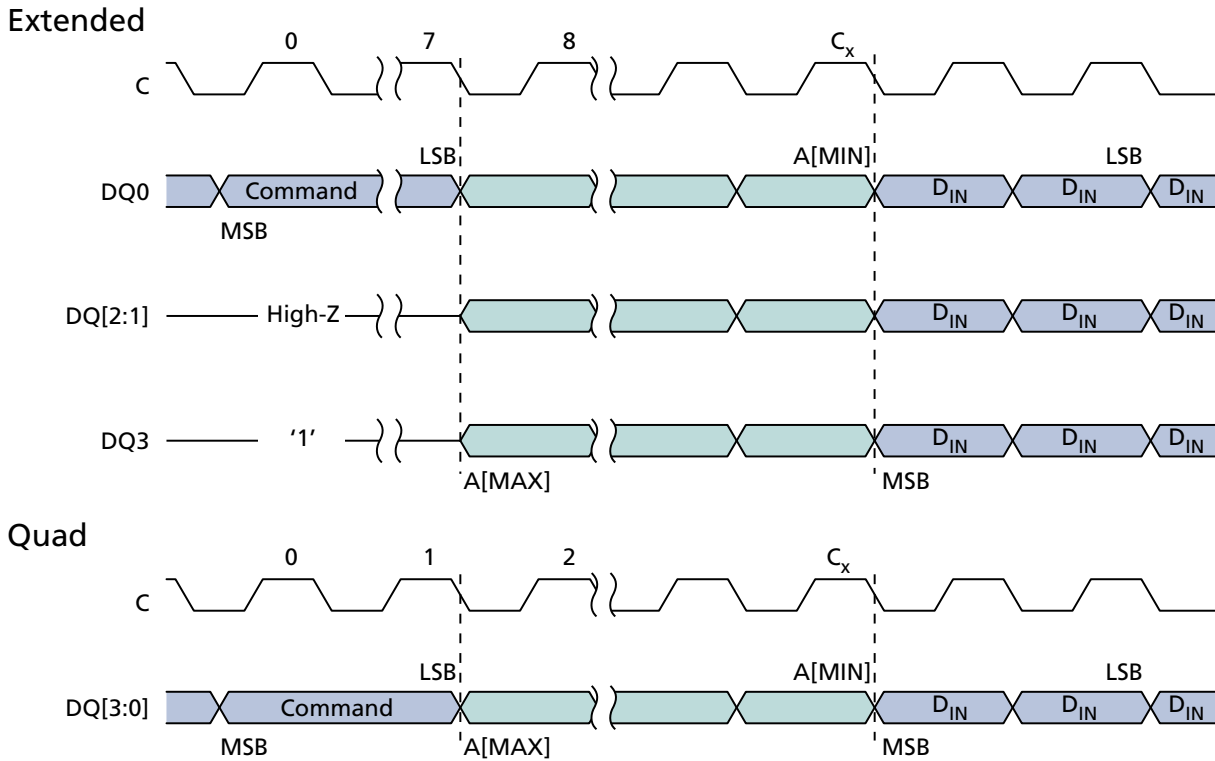 Extended
0 7 8 Cx
C
LSB A[MIN] LSB
DQ0 Command DIN DIN DIN
MSB
DQ[2:1] High-Z DIN DIN DIN
DQ3 ‘1’ DIN DIN DIN
A[MAX] MSB
Quad
0 1 2 Cx
C
LSB A[MIN] LSB
DQ[3:0] Command DIN DIN DIN
MSB A[MAX] MSB